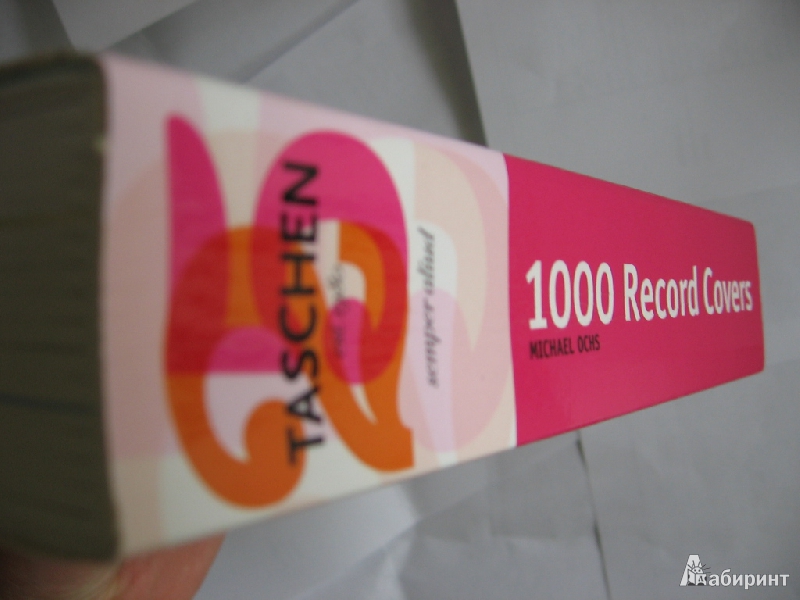 TASCHEN
semper aliud
1000 Record Covers
MICHAEL OCHS
Лабиринт